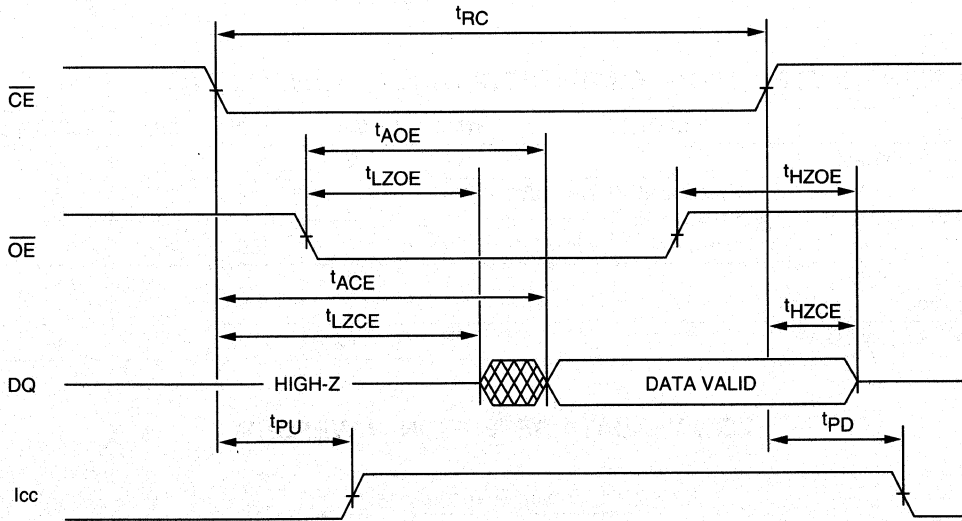 tRC
CE
tAOE
tLZOE
tHZOE
OE
tACE
tLZCE
tHZCE
DQ HIGH-Z DATA VALID
tPU tPD
Icc